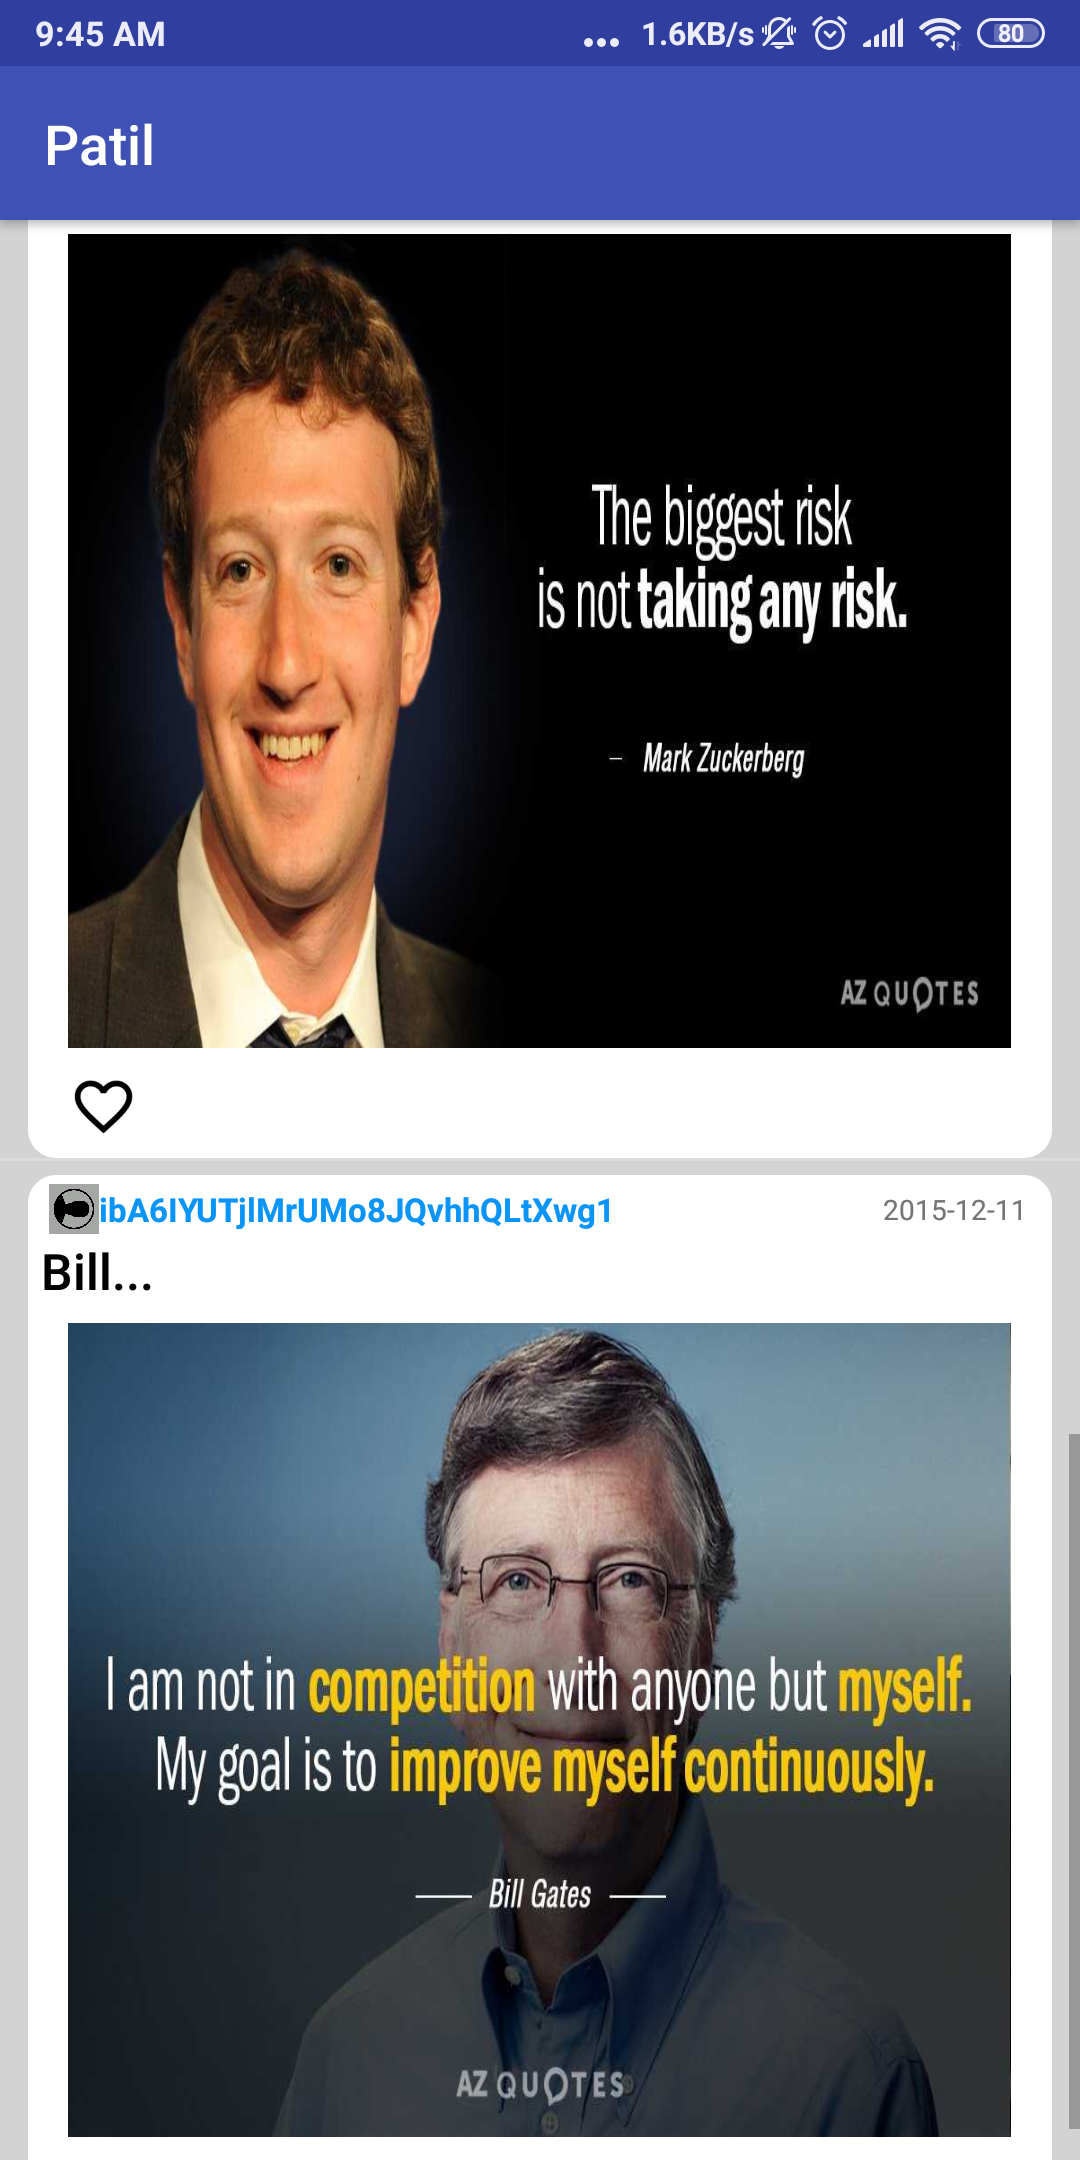 9:45 AM ... 1.6KB/s 80
Patil
The biggest risk
is not taking any risk.
– Mark Zuckerberg
AZ QUOTES
ibA6IYUTjlMrUMo8JQvhhQLtXwg1 2015-12-11
Bill...
I am not in competition with anyone but myself.
My goal is to improve myself continuously.
— Bill Gates —
AZ QUOTES